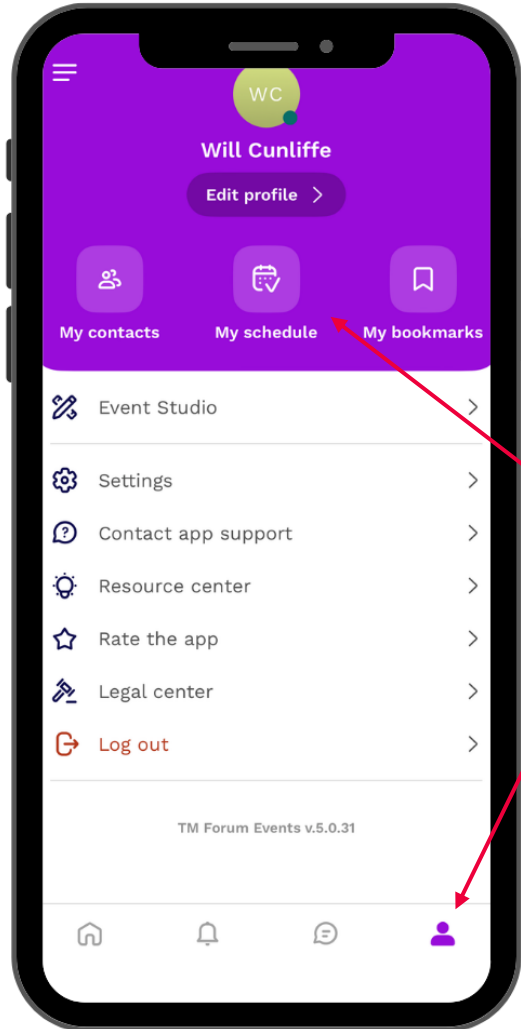 WC
Will Cunliffe
Edit profile
My contacts My schedule My bookmarks
Event Studio
Settings
Contact app support
Resource center
Rate the app
Legal center
Log out
TM Forum Events v.5.0.31